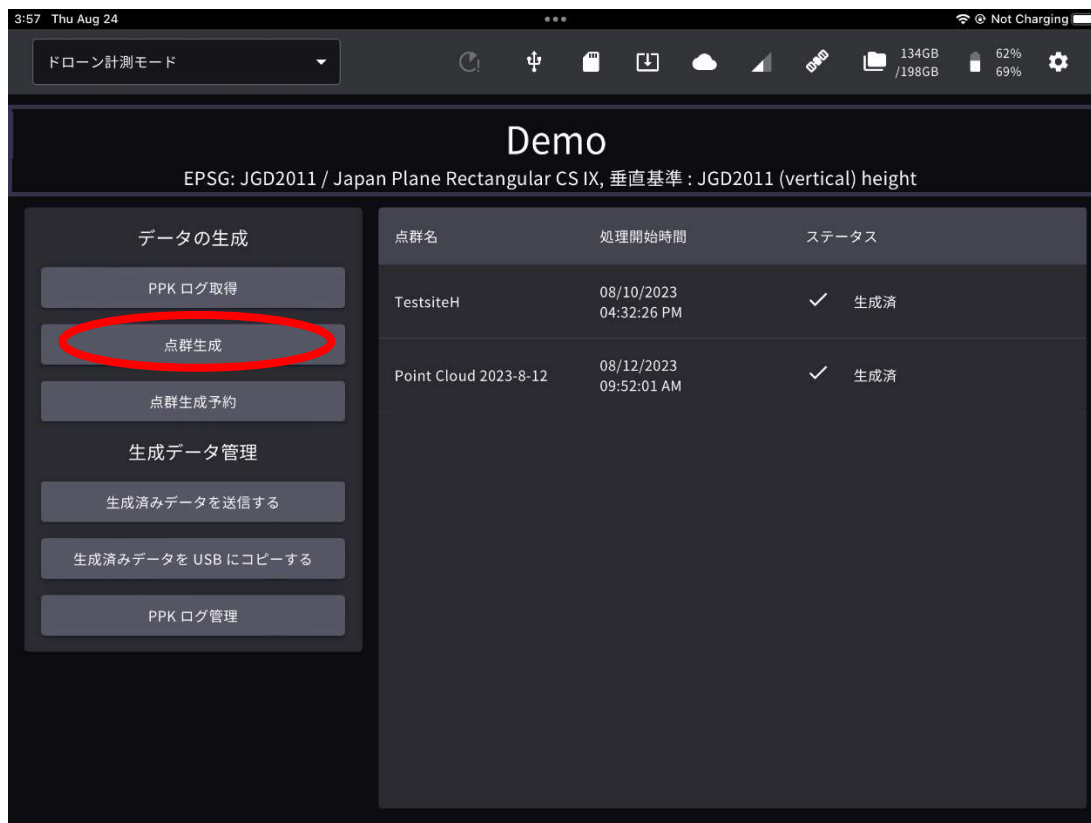 3:57 Thu Aug 24
Not Charging
ドローン計測モード
134GB
/198GB
62%
69%
Demo
EPSG: JGD2011 / Japan Plane Rectangular CS IX, 垂直基準 : JGD2011 (vertical) height
データの生成
PPK ログ取得
点群生成
点群生成予約
生成データ管理
生成済みデータを送信する
生成済みデータを USB にコピーする
PPK ログ管理
点群名 処理開始時間 ステータス
TestsiteH
08/10/2023
04:32:26 PM
生成済
Point Cloud 2023-8-12
08/12/2023
09:52:01 AM
生成済